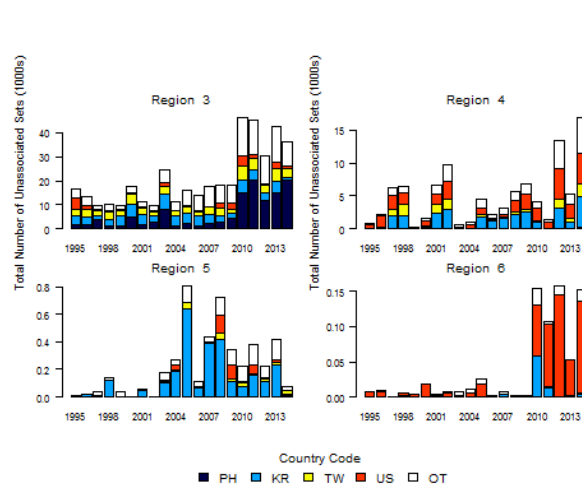 Region 3
Region 4
Total Number of Unassociated Sets (1000s)
Total Number of Unassociated Sets (1000s)
40
30
20
10
0
15
10
5
0
1995 1998 2001 2004 2007 2010 2013
1995 1998 2001 2004 2007 2010 2013
Region 5
Region 6
0.8
0.6
0.4
0.2
0.0
0.15
0.10
0.05
0.00
1995 1998 2001 2004 2007 2010 2013
1995 1998 2001 2004 2007 2010 2013
Country Code
PH KR TW US OT